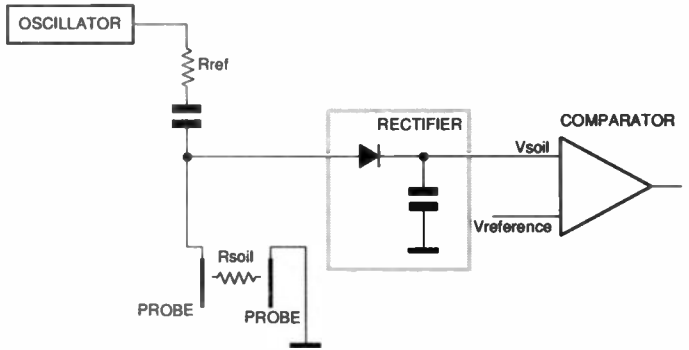 OSCILLATOR
Rref
RECTIFIER
COMPARATOR
Vsoil
Vreference
Rsoil
PROBE
PROBE